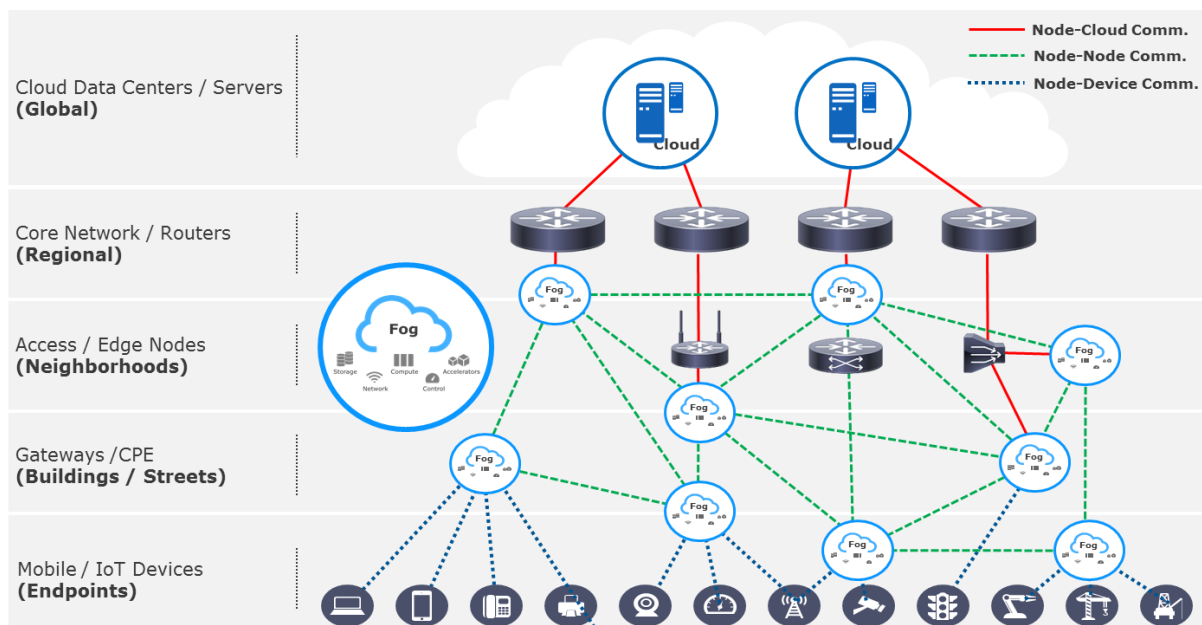 Node-Cloud Comm.
Node-Node Comm.
Node-Device Comm.
Cloud Data Centers / Servers
(Global)
Cloud
Cloud
Core Network / Routers
(Regional)
Fog
Fog
Fog
Storage
Compute
Accelerators
Network
Control
Access / Edge Nodes
(Neighborhoods)
Fog
Fog
Gateways /CPE
(Buildings / Streets)
Fog
Fog
Fog
Mobile / IoT Devices
(Endpoints)
Fog
Fog